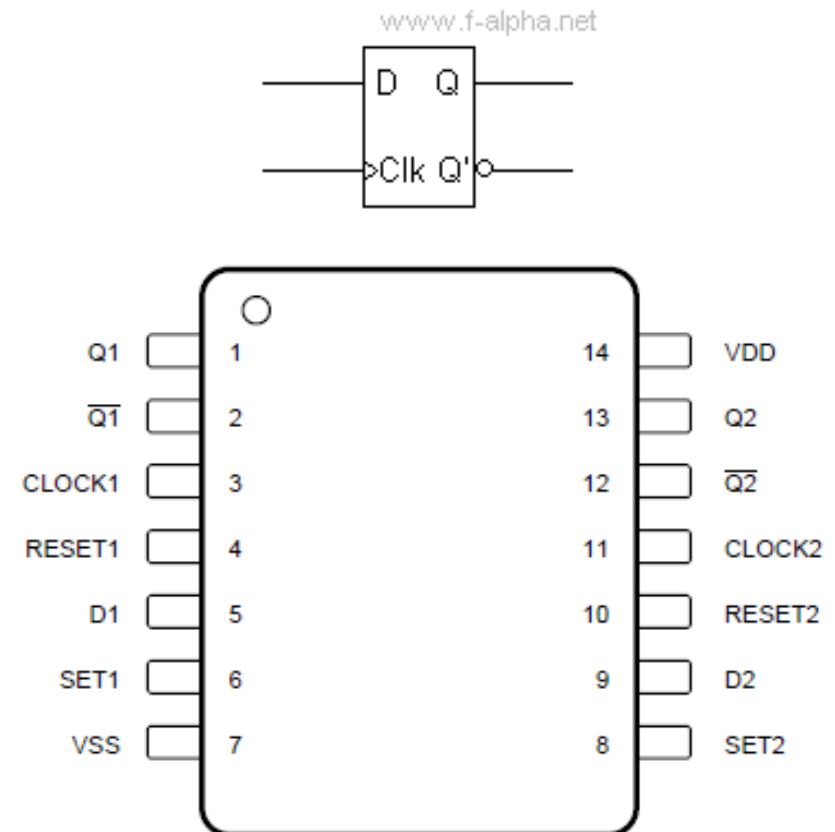 wwww.f-alpha.net
D Q
Clk Q'
Q1 1 14 VDD
Q1̅ 2 13 Q2
CLOCK1 3 12 Q2̅
RESET1 4 11 CLOCK2
D1 5 10 RESET2
SET1 6 9 D2
VSS 7 8 SET2